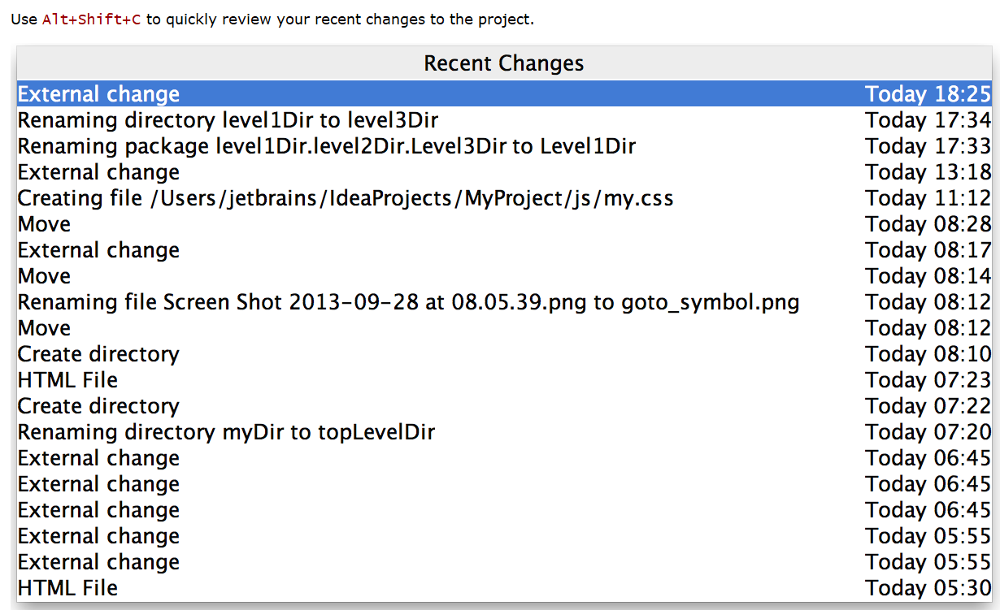 Use Alt+Shift+C to quickly review your recent changes to the project.
Recent Changes
External change Today 18:25
Renaming directory level1Dir to level3Dir Today 17:34
Renaming package level1Dir.level2Dir.Level3Dir to Level1Dir Today 17:33
External change Today 13:18
Creating file /Users/jetbrains/IdeaProjects/MyProject/js/my.css Today 11:12
Move Today 08:28
External change Today 08:17
Move Today 08:14
Renaming file Screen Shot 2013-09-28 at 08.05.39.png to goto_symbol.png Today 08:12
Move Today 08:12
Create directory Today 08:10
HTML File Today 07:23
Create directory Today 07:22
Renaming directory myDir to topLevelDir Today 07:20
External change Today 06:45
External change Today 06:45
External change Today 06:45
External change Today 05:55
External change Today 05:55
HTML File Today 05:30